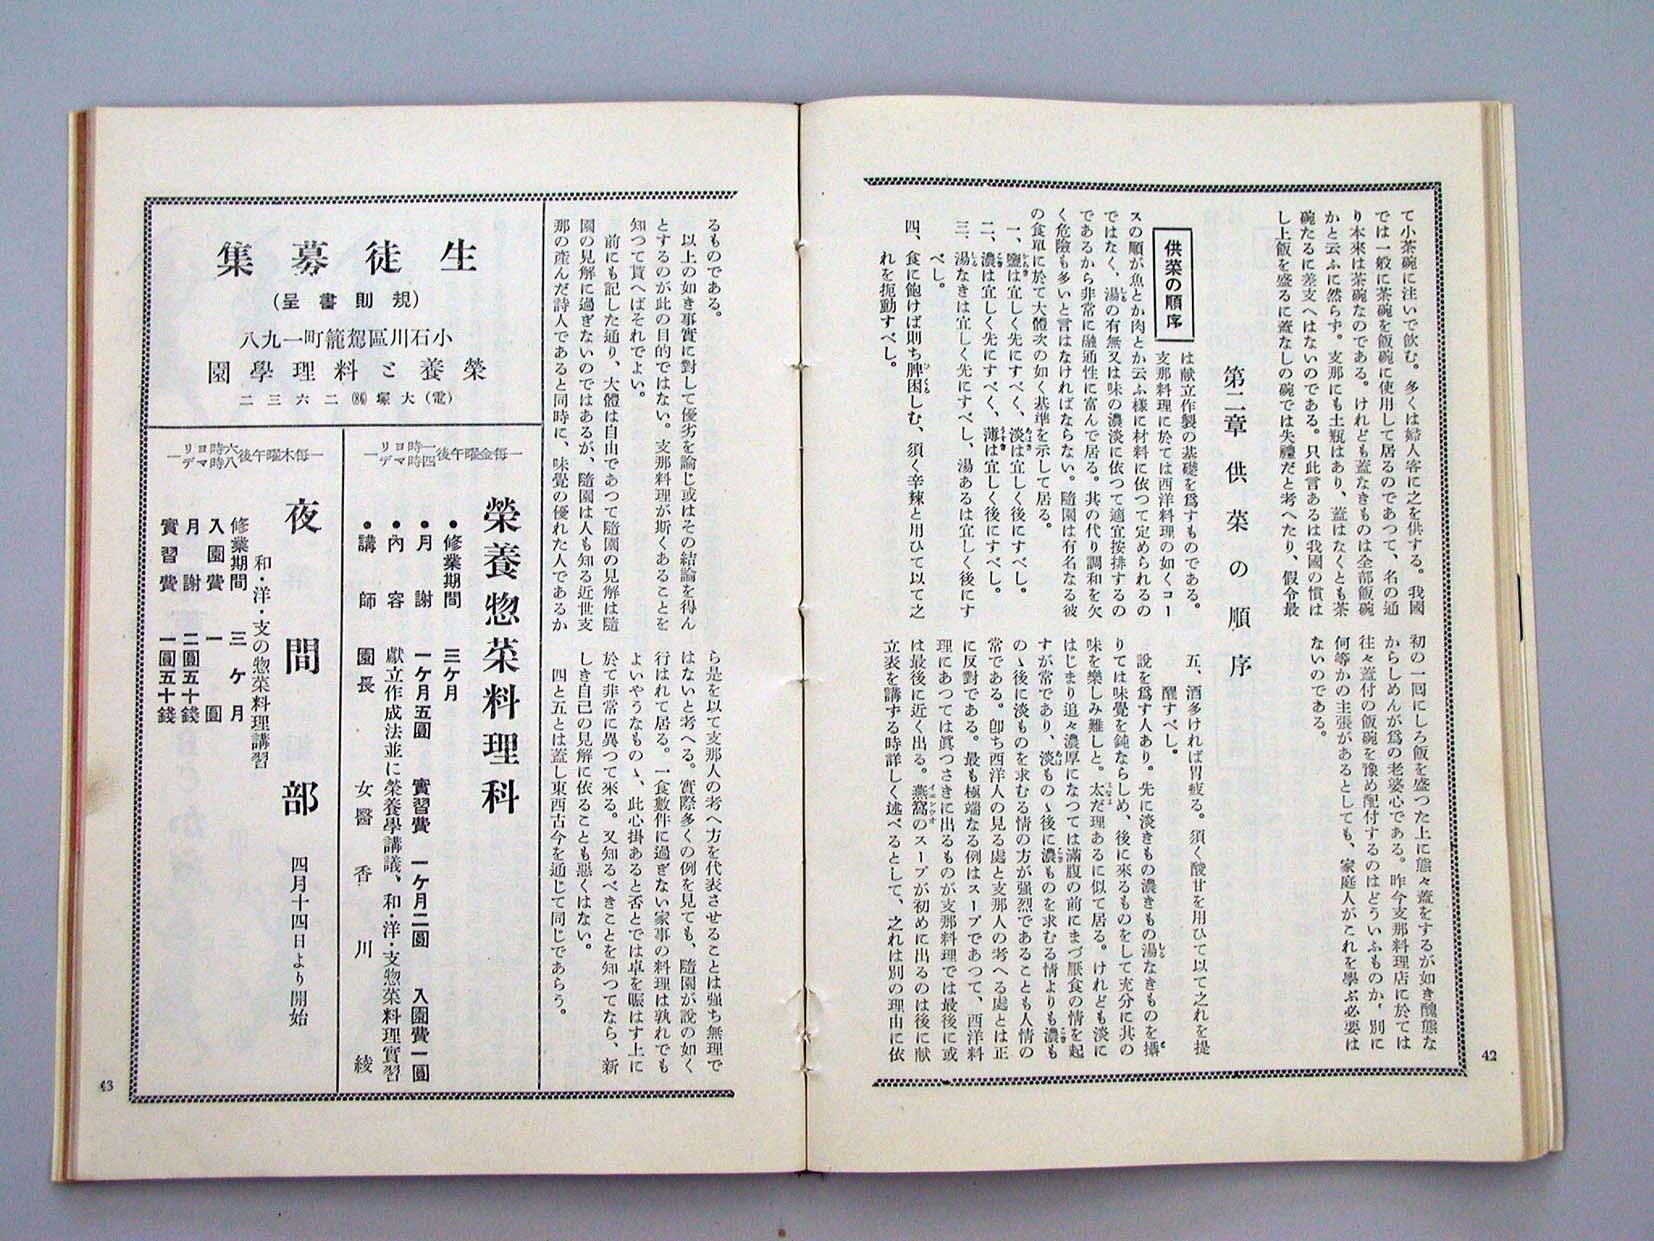 て小茶碗に注いで飮む。多くは婦人客に之を供する。我國
では一般に茶碗を飯碗に使用して居るのであつて、名の通
り本來は茶碗なのである。けれども蓋なきものは全部飯碗
かと云ふに然らず。支那にも土瓶はあり、蓋はなくとも茶
碗たるに差支へはないのである。只此言あるは我國の慣は
し上飯を盛るに蓋なしの碗では失禮だと考へたり、假令最
初の一囘にしろ飯を盛つた上に態々蓋をするが如き醜態な
からしめんが爲の老婆心である。昨今支那料理店に於ては
往々蓋付の飯碗を豫め配付するのはどういふものか、別に
何等かの主張があるとしても、家庭人がこれを學ぶ必要は
ないのである。
第二章 供菜の順序
供菜の順序
は献立作製の基礎を爲すものである。
支那料理に於ては西洋料理の如くコー
スの順が魚とか肉とか云ふ樣に材料に依つて定められるの
ではなく、湯の有無又は味の濃淡に依つて適宜按排するの
であるから非常に融通性に富んで居る。其の代り調和を欠
く危險も多いと言はなければならない。隨園は有名なる彼
の食單に於て大體次の如く基準を示して居る。
一、鹽は宜しく先にすべく、淡は宜しく後にすべし。
二、濃は宜しく先にすべく、薄は宜しく後にすべし。
三、湯なきは宜しく先にすべし、湯あるは宜しく後にす
べし。
四、食に飽けば則ち脾困しむ、須く辛辣と用ひて以て之
れを扼動すべし。
五、酒多ければ胃疲る。須く酸甘を用ひて以て之れを提
醒すべし。
説を爲す人あり。先に淡きもの濃きもの湯なきものを攝
りては味覺を鈍ならしめ、後に來るものをして充分に其の
味を樂しみ難しと。太だ理あるに似て居る。けれども淡に
はじまり追々濃厚になつては滿腹の前にまづ厭食の情を起
すが常であり、淡ものゝ後に濃ものを求むる情よりも濃も
のゝ後に淡ものを求むる情の方が强烈であることも人情の
常である。卽ち西洋人の見る處と支那人の考へる處とは正
に反對である。最も極端なる例はスープであつて、西洋料
理にあつては眞つさきに出るものが支那料理では最後に或
は最後に近く出る。燕窩のスープが初めに出るのは後に献
立表を講ずる時詳しく述べるとして、之れは別の理由に依
42
るものである。
以上の如き事實に對して優劣を論じ或はその結論を得ん
とするのが此の目的ではない。支那料理が斯くあることを
知つて貰へばそれでよい。
前にも記した通り、大體は自由であつて隨園の見解は隨
園の見解に過ぎないのではあるが、隨園は人も知る近世支
那の產んだ詩人であると同時に、味覺の優れた人であるか
ら是を以て支那人の考へ方を代表させることは强ち無理で
はないと考へる。實際多くの例を見ても、隨園が說の如く
行はれて居る。一食數件に過ぎない家事の料理は孰れでも
よいやうなものゝ、此心掛あると否とでは卓を賑はす上に
於て非常に異つて來る。又知るべきことを知つてなら、新
しき自己の見解に依ることも惡くはない。
四と五とは蓋し東西古今を通じて同じであらう。
生徒募集
(規則書呈)
小石川區駕籠町一九八
榮養と料理學園
(電)大塚(86)二六三二
榮養惣菜料理科
每金曜午後一時ヨリ四時マデ
●修業期間 三ケ月
●月謝 一ケ月五圓 實習費 一ケ月二圓 入園費一圓
●內容 獻立作成法並に榮養學講議、和・洋・支惣菜料理實習
●講師 園長 女醫 香川綾
夜間部 四月十四日より開始
每木曜午後六時ヨリ八時マデ
和・洋・支の惣菜料理講習
修業期間 三ケ月
入園費 一圓
月謝 二圓五十錢
實習費 一圓五十錢
43